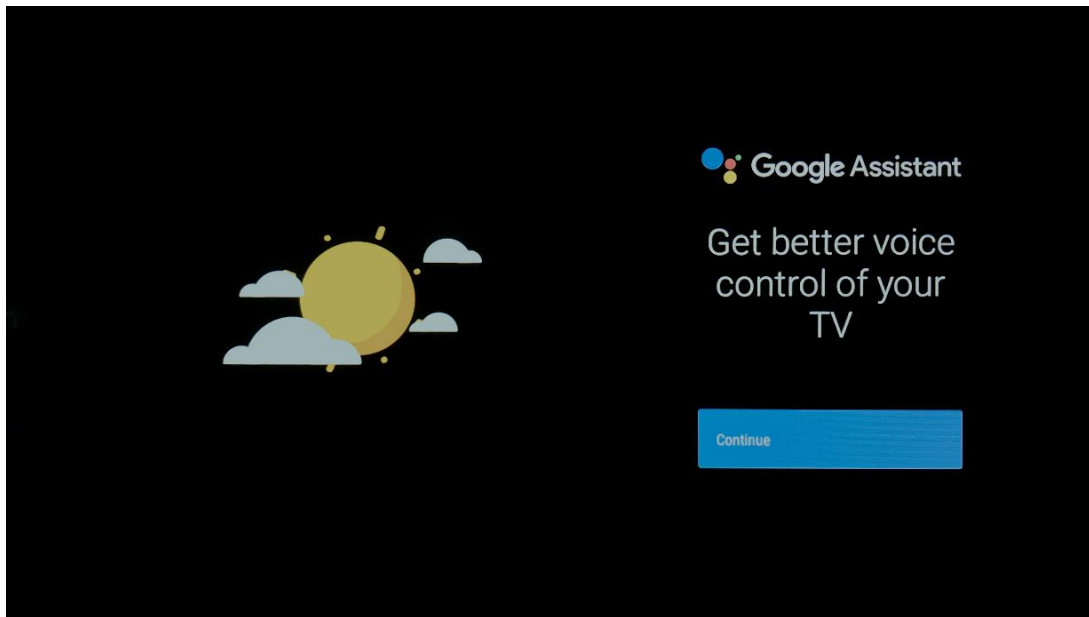 Google Assistant
Get better voice
control of your
TV
Continue